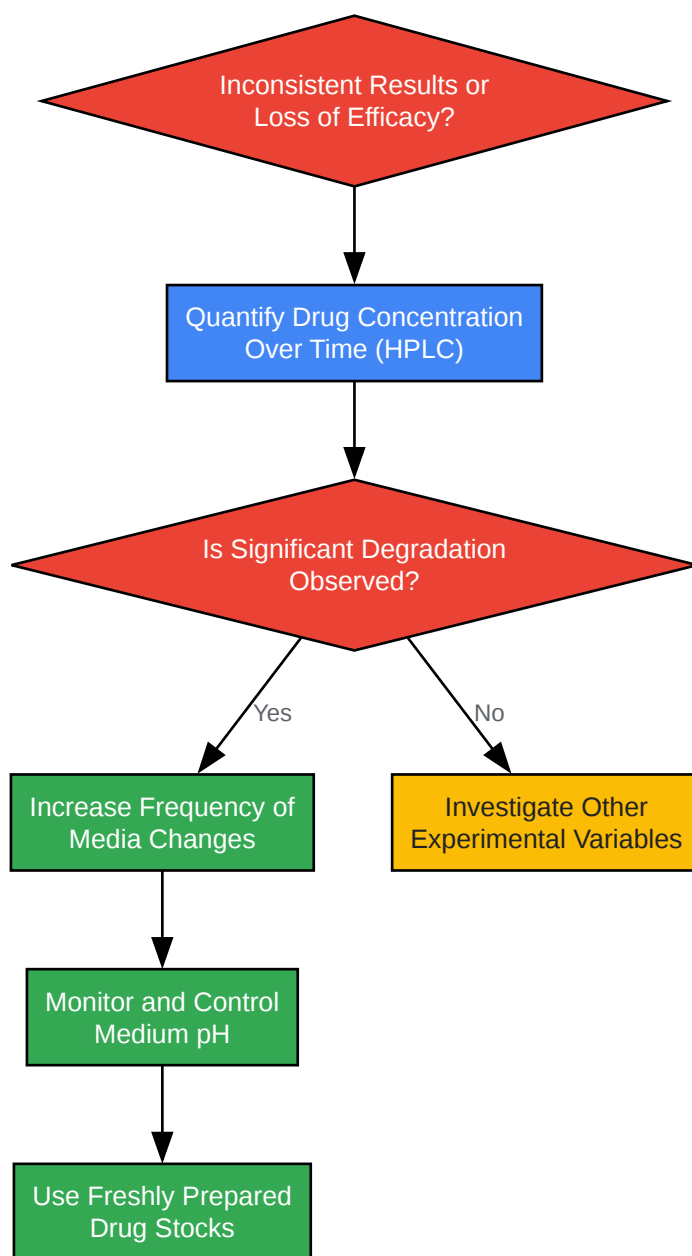 Inconsistent Results or
Loss of Efficacy?
Quantify Drug Concentration
Over Time (HPLC)
Is Significant Degradation
Observed?
Yes
No
Increase Frequency of
Media Changes
Investigate Other
Experimental Variables
Monitor and Control
Medium pH
Use Freshly Prepared
Drug Stocks